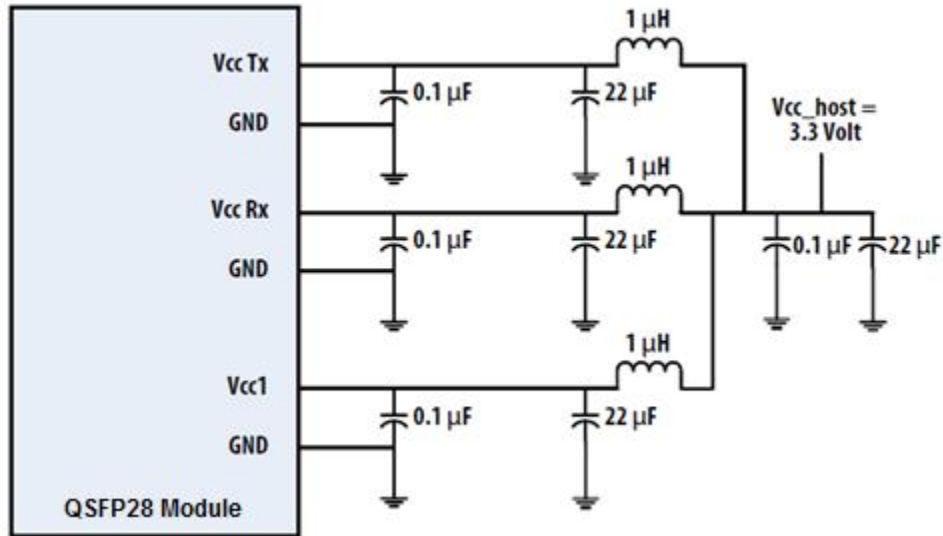 1 μH
Vcc Tx
0.1 μF
22 μF
GND
Vcc_host =
3.3 Volt
1 μH
Vcc Rx
0.1 μF
22 μF
0.1 μF
22 μF
GND
1 μH
Vcc1
0.1 μF
22 μF
GND
QSFP28 Module